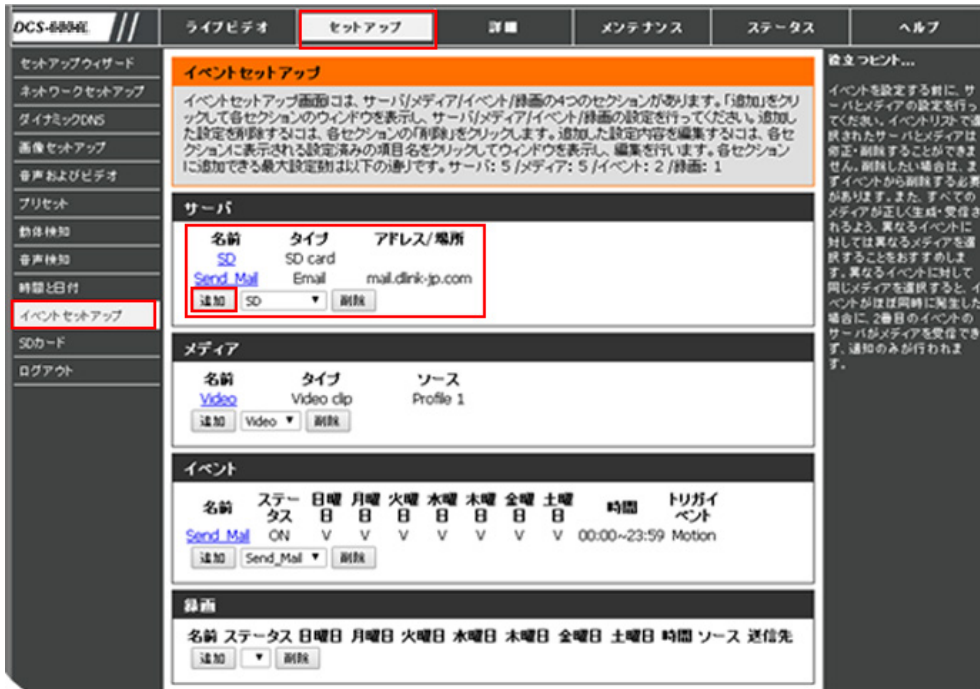 ライブビデオ セットアップ 詳細 メンテナンス ステータス ヘルプ
セットアップウィザード
ネットワークセットアップ
ダイナミックDNS
画像セットアップ
音声およびビデオ
プリセット
動体検知
音声検知
時間と日付
イベントセットアップ
SDカード
ログアウト
イベントセットアップ
イベントセットアップ画面には、サーバ/メディア/イベント/録画の4つのセクションがあります。「追加」をクリ
ックして各セクションのウィンドウを表示し、サーバ/メディア/イベント/録画の設定を行ってください。追加し
た設定を削除するには、各セクションの「削除」をクリックします。追加した設定内容を編集するには、各セ
クションに表示される設定済みの項目名をクリックしてウィンドウを表示し、編集を行います。各セクション
に追加できる最大設定数は以下の通りです。サーバ: 5 /メディア: 5 /イベント: 2 /録画: 1
サーバ
名前 タイプ アドレス/場所
SD SD card
Send_Mail Email mail.dlink-jp.com
追加 SD 削除
メディア
名前 タイプ ソース
Video Video clip Profile 1
追加 Video 削除
イベント
名前 ステー
タス 日曜
日 月曜
日 火曜
日 水曜
日 木曜
日 金曜
日 土曜
日 時間 トリガイ
ベント
Send_Mail ON V V V V V V V 00:00~23:59 Motion
追加 Send_Mail 削除
録画
名前 ステータス 日曜日 月曜日 火曜日 水曜日 木曜日 金曜日 土曜日 時間 ソース 送信先
追加 削除
役立つヒント...
イベントを設定する前に、サ
ーバとメディアの設定を行っ
てください。イベントリストで選
択されたサーバとメディアは
修正・削除することができま
せん。削除したい場合は、ま
ずイベントから削除する必要
があります。また、すべての
メディアが正しく生成・受信さ
れるよう、異なるイベントに
対しては異なるメディアを選
択することをおすすめしま
す。異なるイベントに対して
同じメディアを選択すると、イ
ベントがほぼ同時に発生した
場合に、2番目のイベントの
サーバがメディアを受信でき
ず、通知のみが行われま
す。